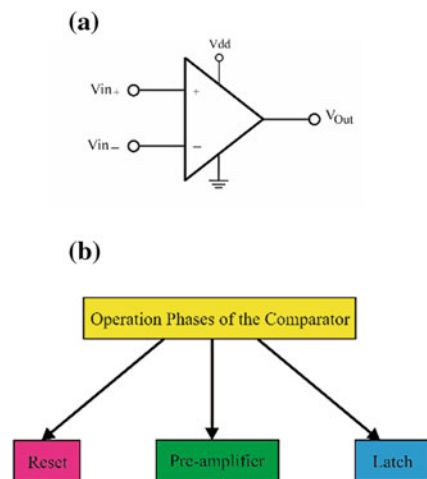 (a)
Vdd
Vin+
+
VOut
Vin−
−
(b)
Operation Phases of the Comparator
Reset
Pre-amplifier
Latch